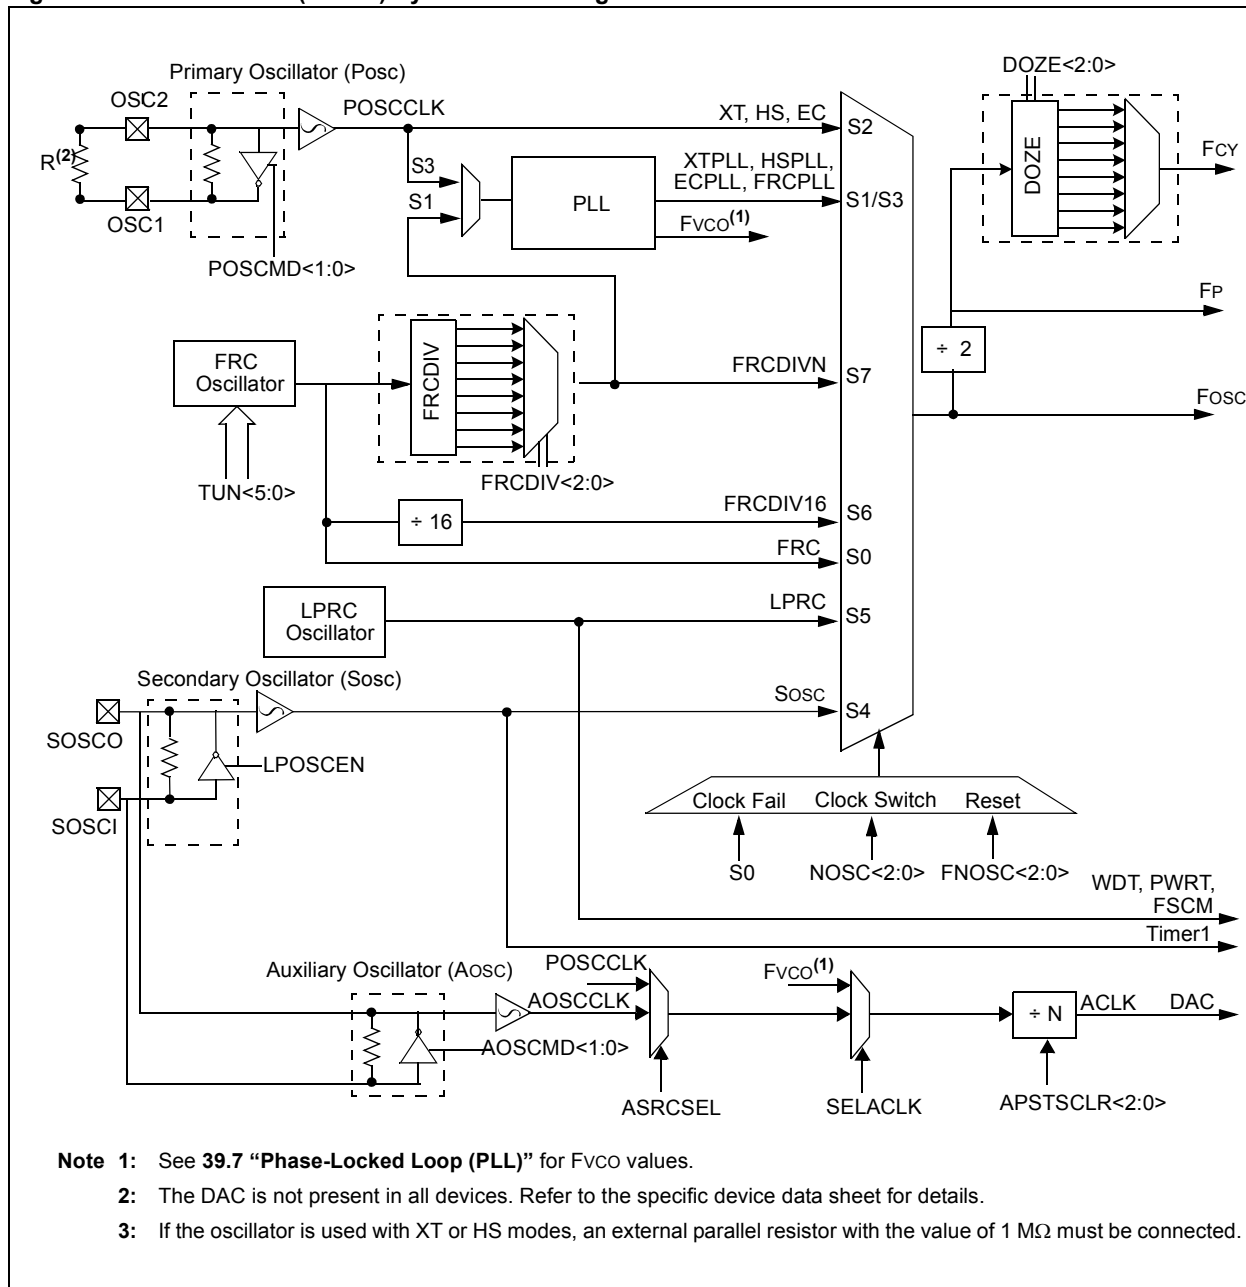 Primary Oscillator (Posc)
DOZE<2:0>
OSC2
POSCCLK
XT, HS, EC
S2
R(2)
S3
XTPLL, HSPLL,
ECPLL, FRCPLL
FCY
DOZE
S1
PLL
S1/S3
OSC1
FVCO(1)
POSCMD<1:0>
FP
÷ 2
FRC
Oscillator
FRCDIV
FRCDIVN
S7
FOSC
FRCDIV<2:0>
TUN<5:0>
FRCDIV16
S6
÷ 16
FRC
S0
LPRC
Oscillator
LPRC
S5
Secondary Oscillator (Sosc)
SOSC
S4
SOSCO
LPOSCEN
SOSCI
Clock Fail
Clock Switch
Reset
S0
NOSC<2:0>
FNOSC<2:0>
WDT, PWRT,
FSCM
Timer1
Auxiliary Oscillator (AOSC)
POSCCLK
FVCO(1)
AOSCCLK
÷ N
ACLK
DAC
AOSCMD<1:0>
ASRCSEL
SELACLK
APSTSCLR<2:0>
Note 1: See 39.7 “Phase-Locked Loop (PLL)” for FVCO values.
2: The DAC is not present in all devices. Refer to the specific device data sheet for details.
3: If the oscillator is used with XT or HS modes, an external parallel resistor with the value of 1 MΩ must be connected.